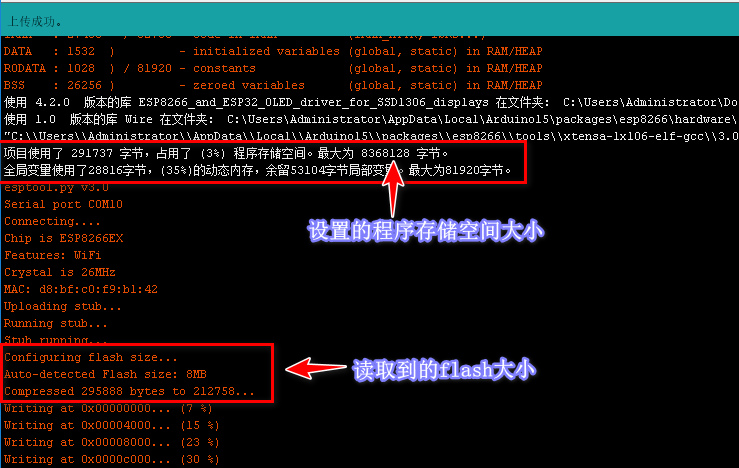 上传成功。
DATA   : 1532  )         - initialized variables (global, static) in RAM/HEAP
RODATA : 1028  ) / 81920 - constants             (global, static) in RAM/HEAP
BSS    : 26256 )         - zeroed variables      (global, static) in RAM/HEAP
使用 4.2.0  版本的库 ESP8266_and_ESP32_OLED_driver_for_SSD1306_displays 在文件夹： C:\Users\Administrator\Do
使用 1.0  版本的库 Wire 在文件夹： C:\Users\Administrator\AppData\Local\Arduino15\packages\esp8266\hardware\
"C:\\Users\\Administrator\\AppData\\Local\\Arduino15\\packages\\esp8266\\tools\\xtensa-lx106-elf-gcc\\3.0
项目使用了 291737 字节，占用了 (3%) 程序存储空间。最大为 8368128 字节。
全局变量使用了28816字节，(35%)的动态内存，余留53104字节局部变量。最大为81920字节。
esptool.py v3.0
Serial port COM10
Connecting....
Chip is ESP8266EX
Features: WiFi
Crystal is 26MHz
MAC: d8:bf:c0:f9:b1:42
Uploading stub...
Running stub...
Stub running...
设置的程序存储空间大小
Configuring flash size...
Auto-detected Flash size: 8MB
Compressed 295888 bytes to 212758...
读取到的flash大小
Writing at 0x00000000... (7 %)
Writing at 0x00004000... (15 %)
Writing at 0x00008000... (23 %)
Writing at 0x0000c000... (30 %)